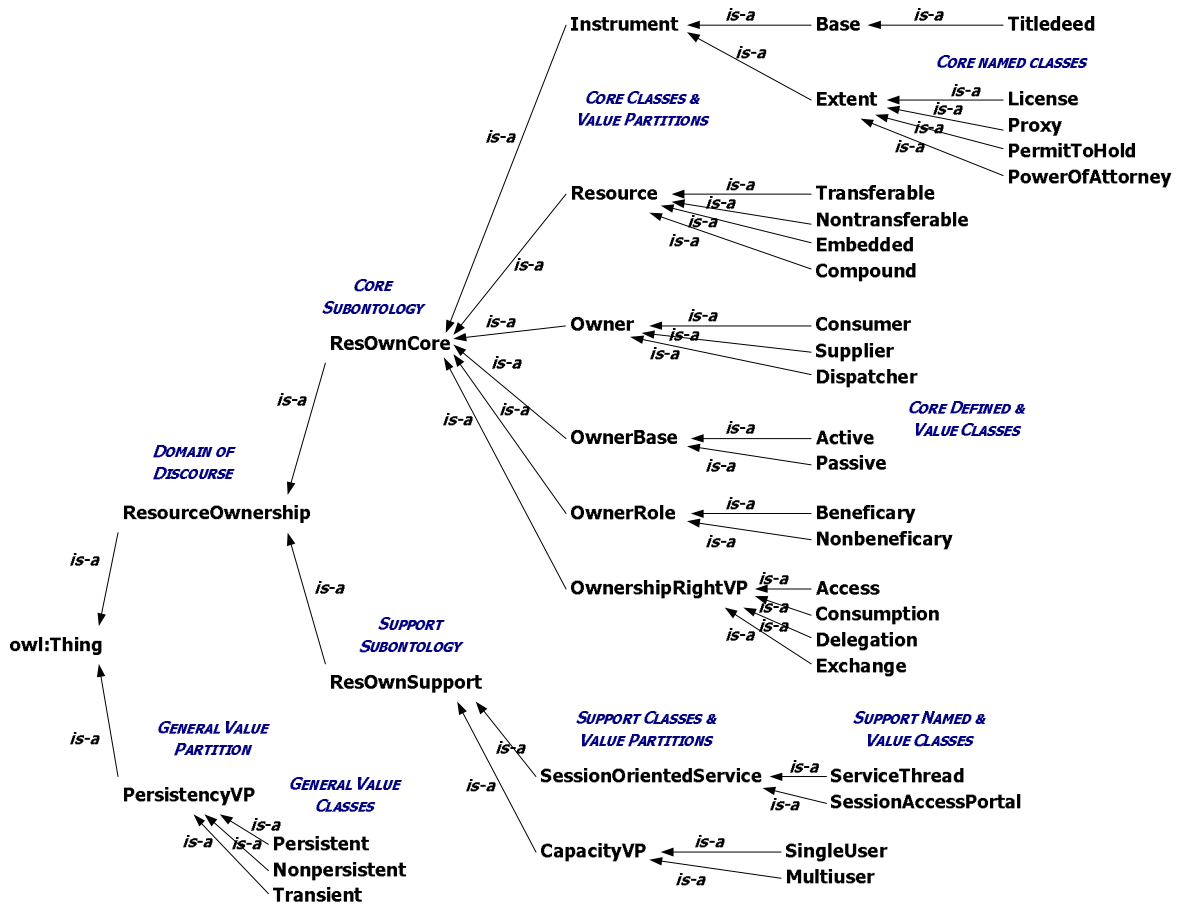 Instrument
is-a
Base
is-a
Titledeed
is-a
CORE NAMED CLASSES
Extent
is-a
License
is-a
Proxy
is-a
PermitToHold
is-a
PowerOfAttorney
CORE CLASSES &
VALUE PARTITIONS
is-a
Resource
is-a
Transferable
is-a
Nontransferable
is-a
Embedded
is-a
Compound
is-a
CORE
SUBONTOLOGY
ResOwnCore
is-a
Owner
is-a
Consumer
is-a
Supplier
is-a
Dispatcher
is-a
CORE DEFINED &
VALUE CLASSES
OwnerBase
is-a
Active
is-a
Passive
is-a
OwnerRole
is-a
Beneficary
is-a
Nonbeneficary
is-a
OwnershipRightVP
is-a
Access
is-a
Consumption
is-a
Delegation
is-a
Exchange
is-a
DOMAIN OF
DISCOURSE
ResourceOwnership
is-a
is-a
owl:Thing
SUPPORT
SUBONTOLOGY
ResOwnSupport
SUPPORT CLASSES &
VALUE PARTITIONS
SUPPORT NAMED &
VALUE CLASSES
is-a
SessionOrientedService
is-a
ServiceThread
is-a
SessionAccessPortal
is-a
CapacityVP
is-a
SingleUser
is-a
Multiuser
is-a
GENERAL VALUE
PARTITION
PersistencyVP
GENERAL VALUE
CLASSES
is-a
Persistent
is-a
Nonpersistent
is-a
Transient